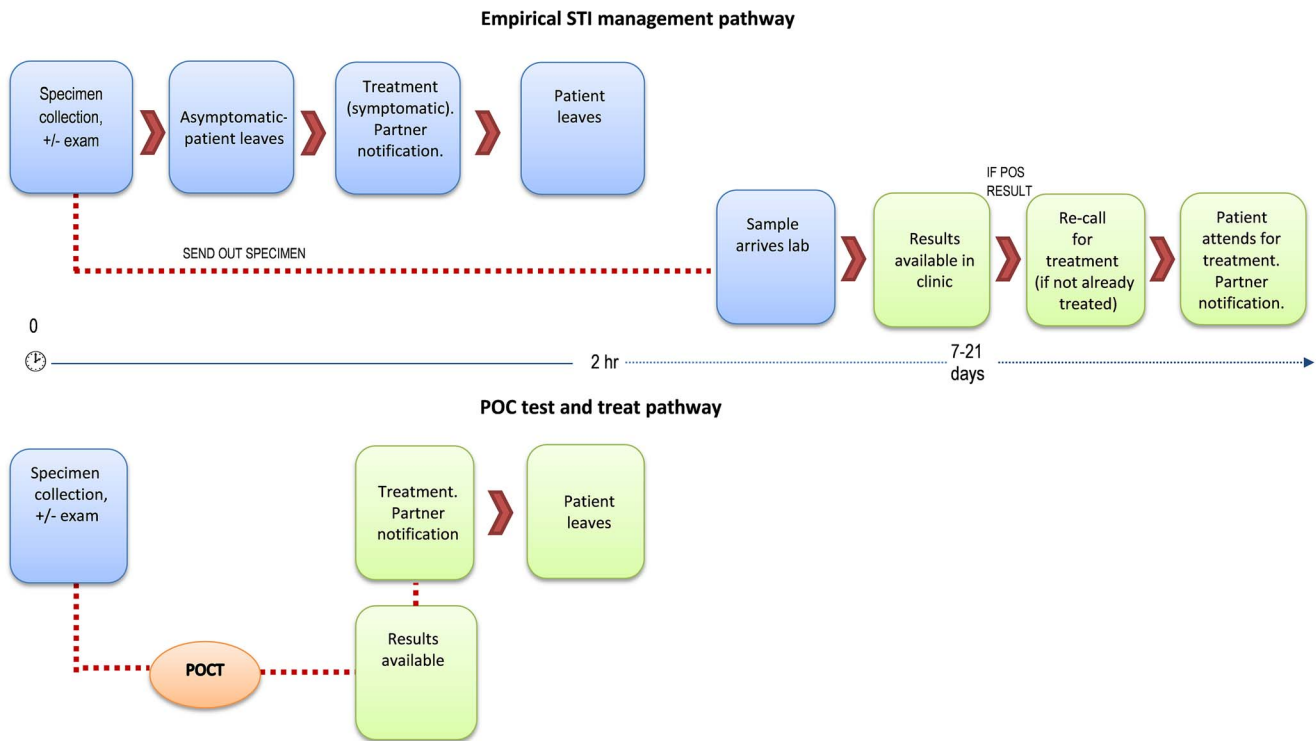 Empirical STI management pathway
Specimen
collection,
+/- exam
Asymptomatic-
patient leaves
Treatment
(symptomatic).
Partner
notification.
Patient
leaves
SEND OUT SPECIMEN
Sample
arrives lab
Results
available in
clinic
IF POS
RESULT
Re-call
for
treatment
(if not already
treated)
Patient
attends for
treatment.
Partner
notification.
0
2 hr
7-21
days
POC test and treat pathway
Specimen
collection,
+/- exam
POCT
Results
available
Treatment.
Partner
notification
Patient
leaves